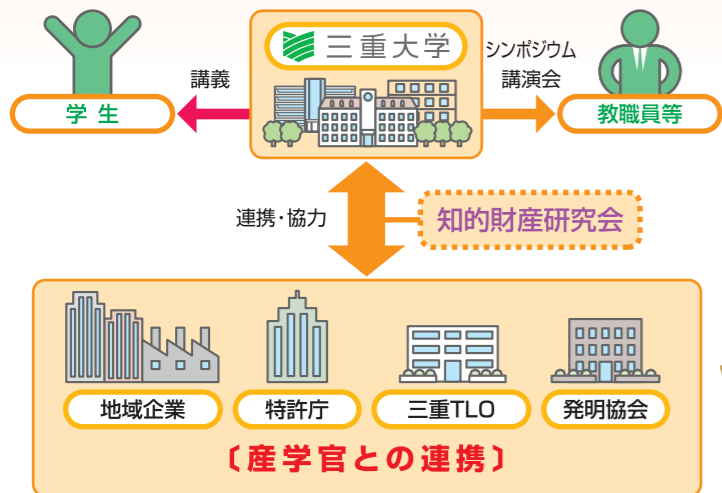 三重大学
シンポジウム
講演会
講義
学生
教職員等
連携・協力
知的財産研究会
地域企業
特許庁
三重TLO
発明協会
〔産学官との連携〕